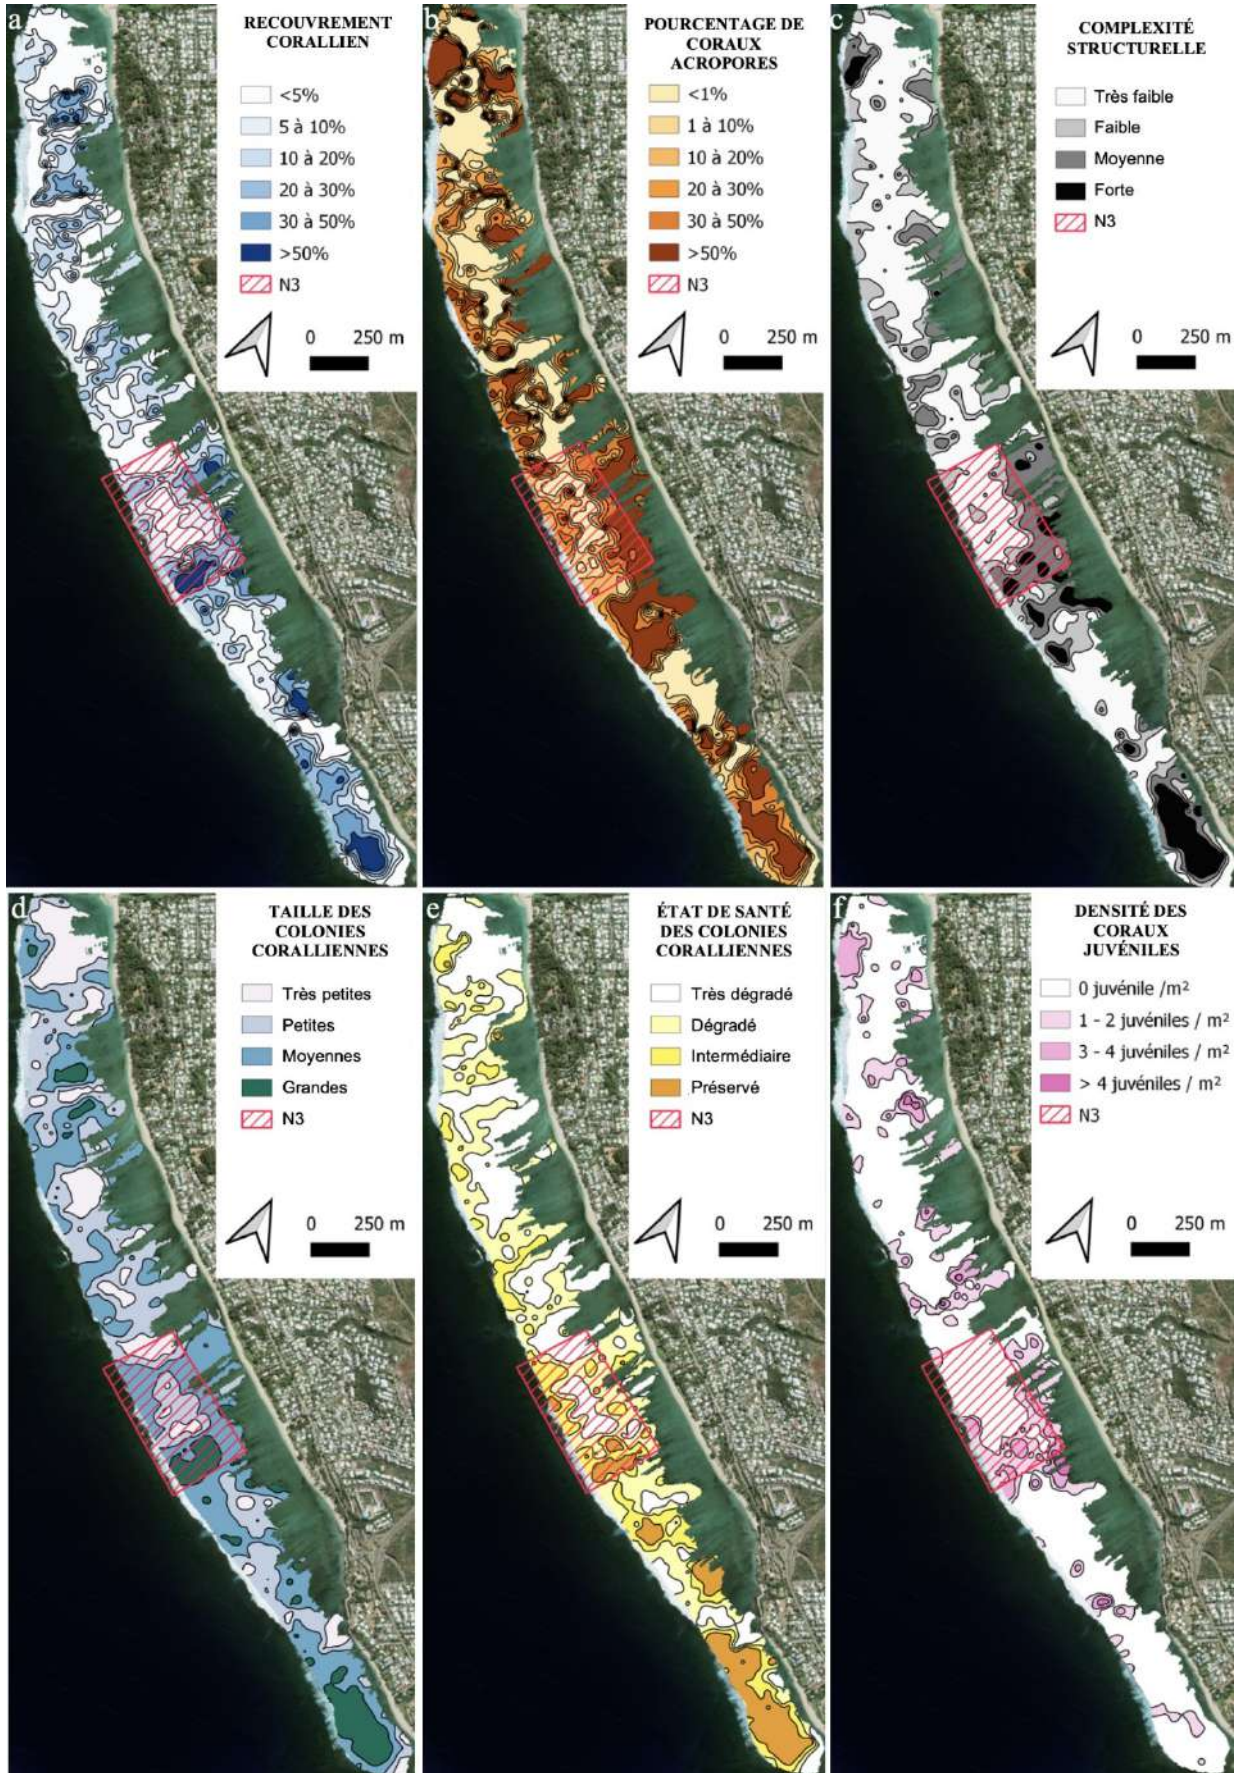 a
RECOUVREMENT
CORALLIEN
<5%
5 à 10%
10 à 20%
20 à 30%
30 à 50%
>50%
N3
0 250 m
b
POURCENTAGE DE
CORAUX
ACROPORES
<1%
1 à 10%
10 à 20%
20 à 30%
30 à 50%
>50%
N3
0 250 m
c
COMPLEXITÉ
STRUCTURELLE
Très faible
Faible
Moyenne
Forte
N3
0 250 m
d
TAILLE DES
COLONIES
CORALLIENNES
Très petites
Petites
Moyennes
Grandes
N3
0 250 m
e
ÉTAT DE SANTÉ
DES COLONIES
CORALLIENNES
Très dégradé
Dégradé
Intermédiaire
Préservé
N3
0 250 m
f
DENSITÉ DES
CORAUX
JUVÉNILES
0 juvénile /m²
1 - 2 juvéniles / m²
3 - 4 juvéniles / m²
> 4 juvéniles / m²
N3
0 250 m